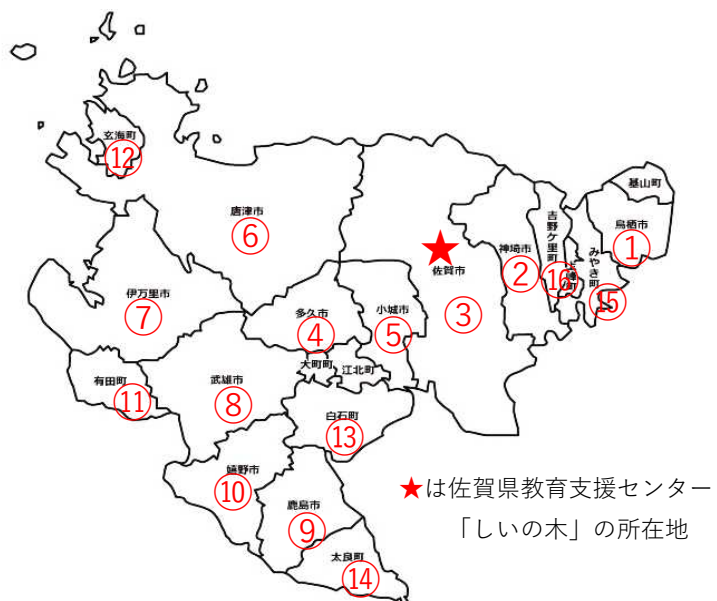 玄海町
⑫
基山町
鳥栖市
①
吉野ケ里町
⑯
みやき町
⑮
上峰町
神埼市
②
唐津市
⑥
★
佐賀市
③
伊万里市
⑦
多久市
④
小城市
⑤
大町町
江北町
有田町
⑪
武雄市
⑧
白石町
⑬
嬉野市
⑩
鹿島市
⑨
太良町
⑭
★は佐賀県教育支援センター
「しいの木」の所在地